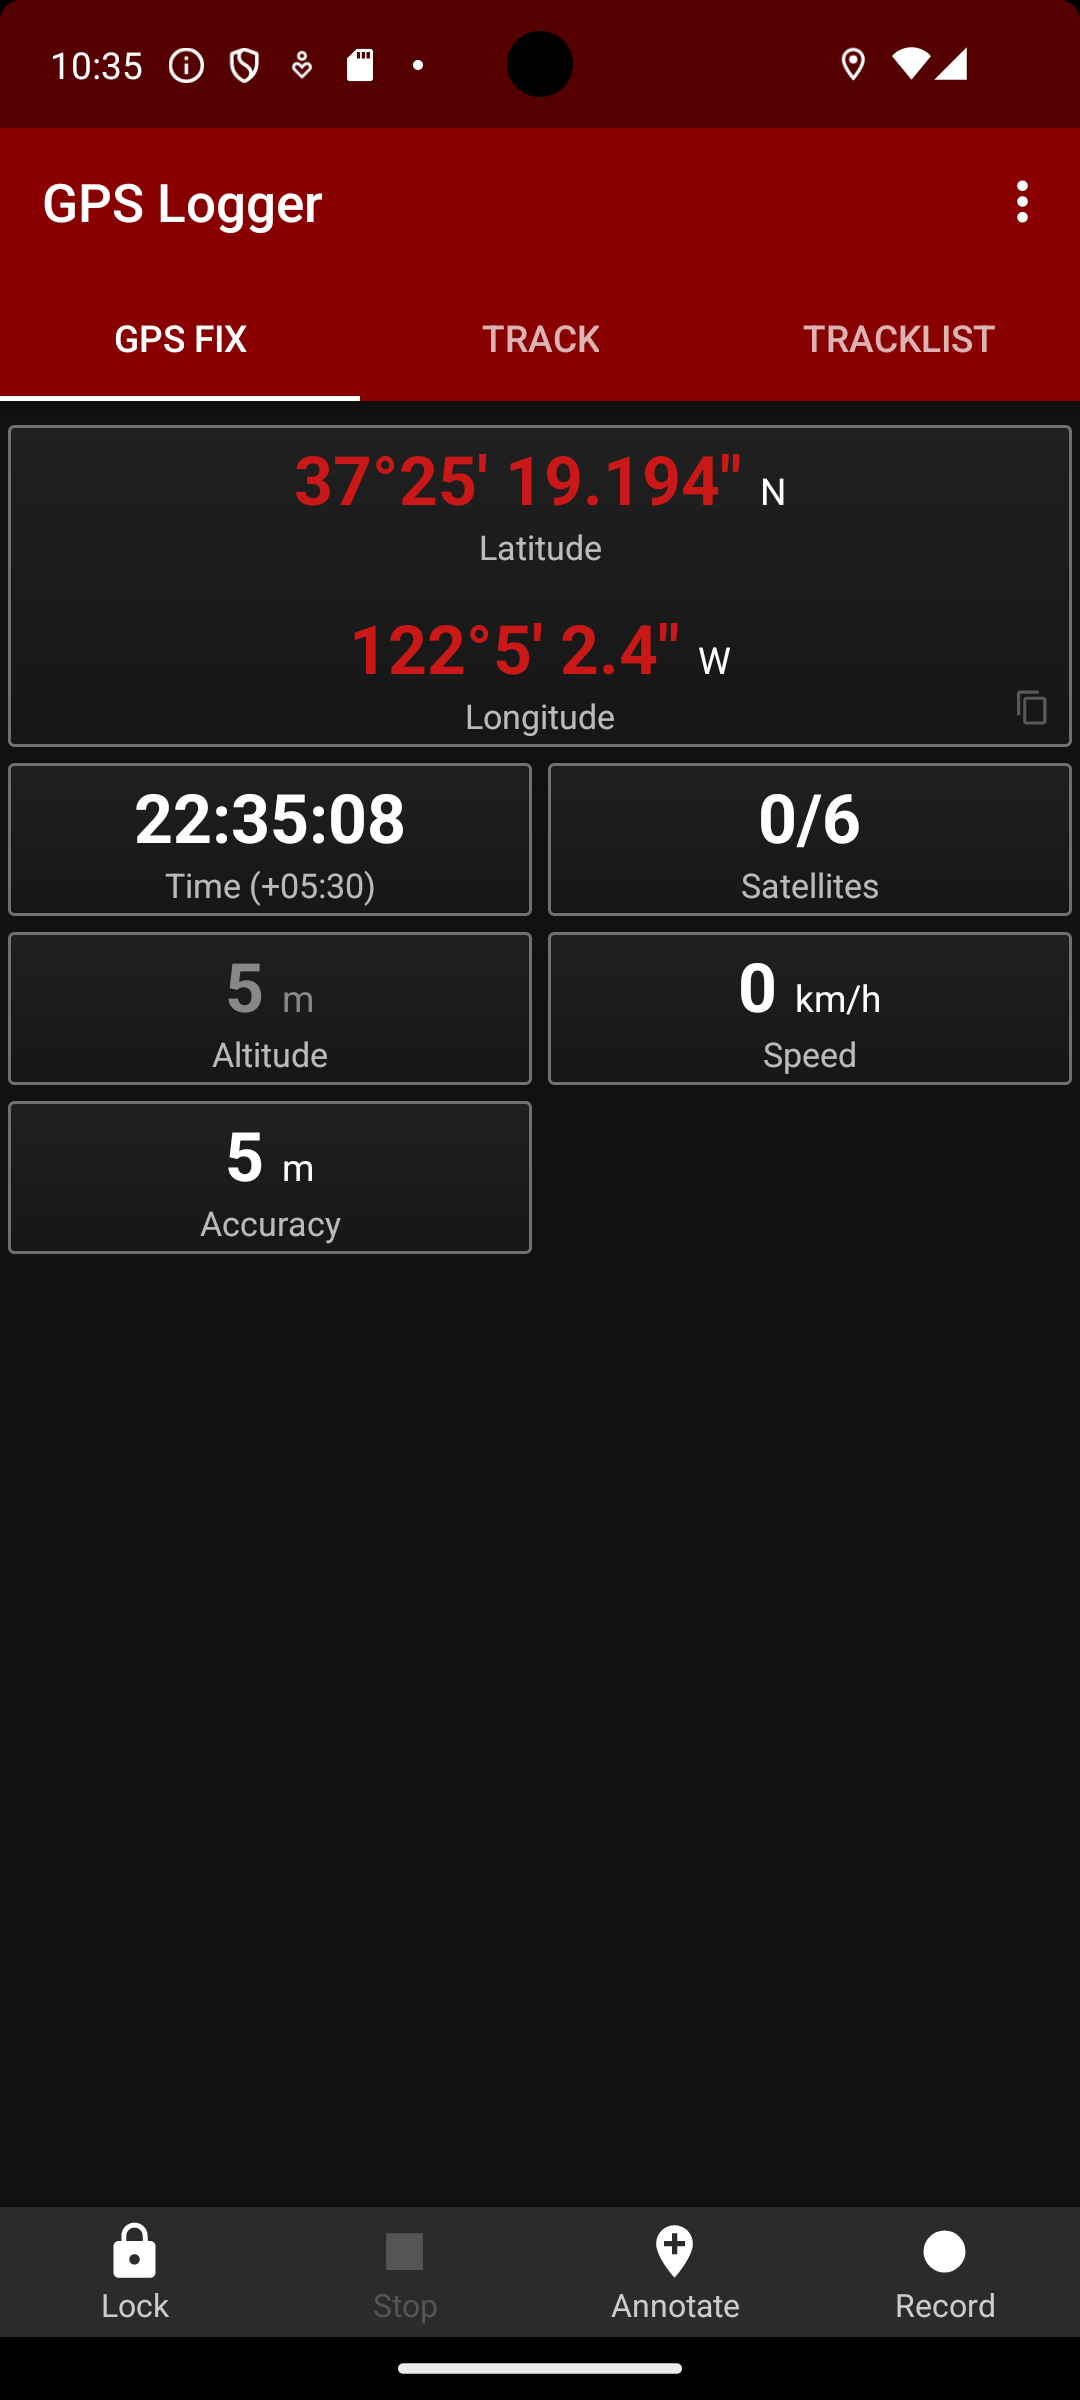 10:35
GPS Logger
GPS FIX TRACK TRACKLIST
37°25' 19.194" N
Latitude
122°5' 2.4" W
Longitude
22:35:08
Time (+05:30)
0/6
Satellites
5 m
Altitude
0 km/h
Speed
5 m
Accuracy
Lock Stop Annotate Record